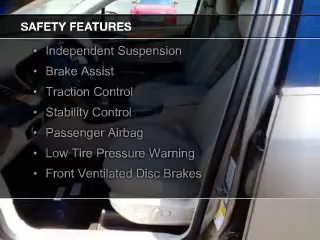 SAFETY FEATURES
• Independent Suspension
• Brake Assist
• Traction Control
• Stability Control
• Passenger Airbag
• Low Tire Pressure Warning
• Front Ventilated Disc Brakes